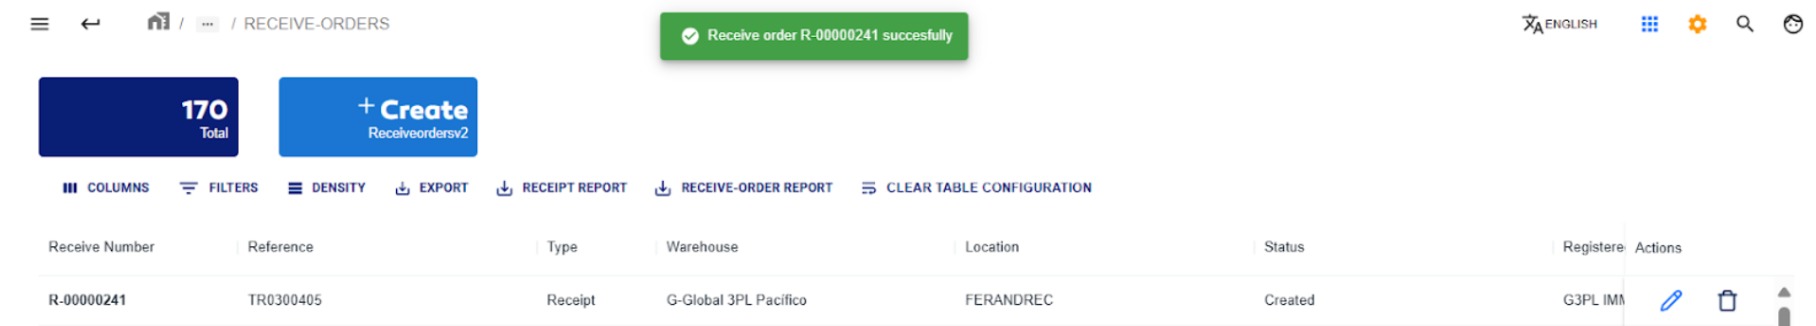 / ... / RECEIVE-ORDERS
Receive order R-00000241 succesfully
ENGLISH
170
Total
+ Create
Receiveordersv2
COLUMNS FILTERS DENSITY EXPORT RECEIPT REPORT RECEIVE-ORDER REPORT CLEAR TABLE CONFIGURATION
Receive Number Reference Type Warehouse Location Status Registere Actions
R-00000241 TR0300405 Receipt G-Global 3PL Pacífico FERANDREC Created G3PL IM